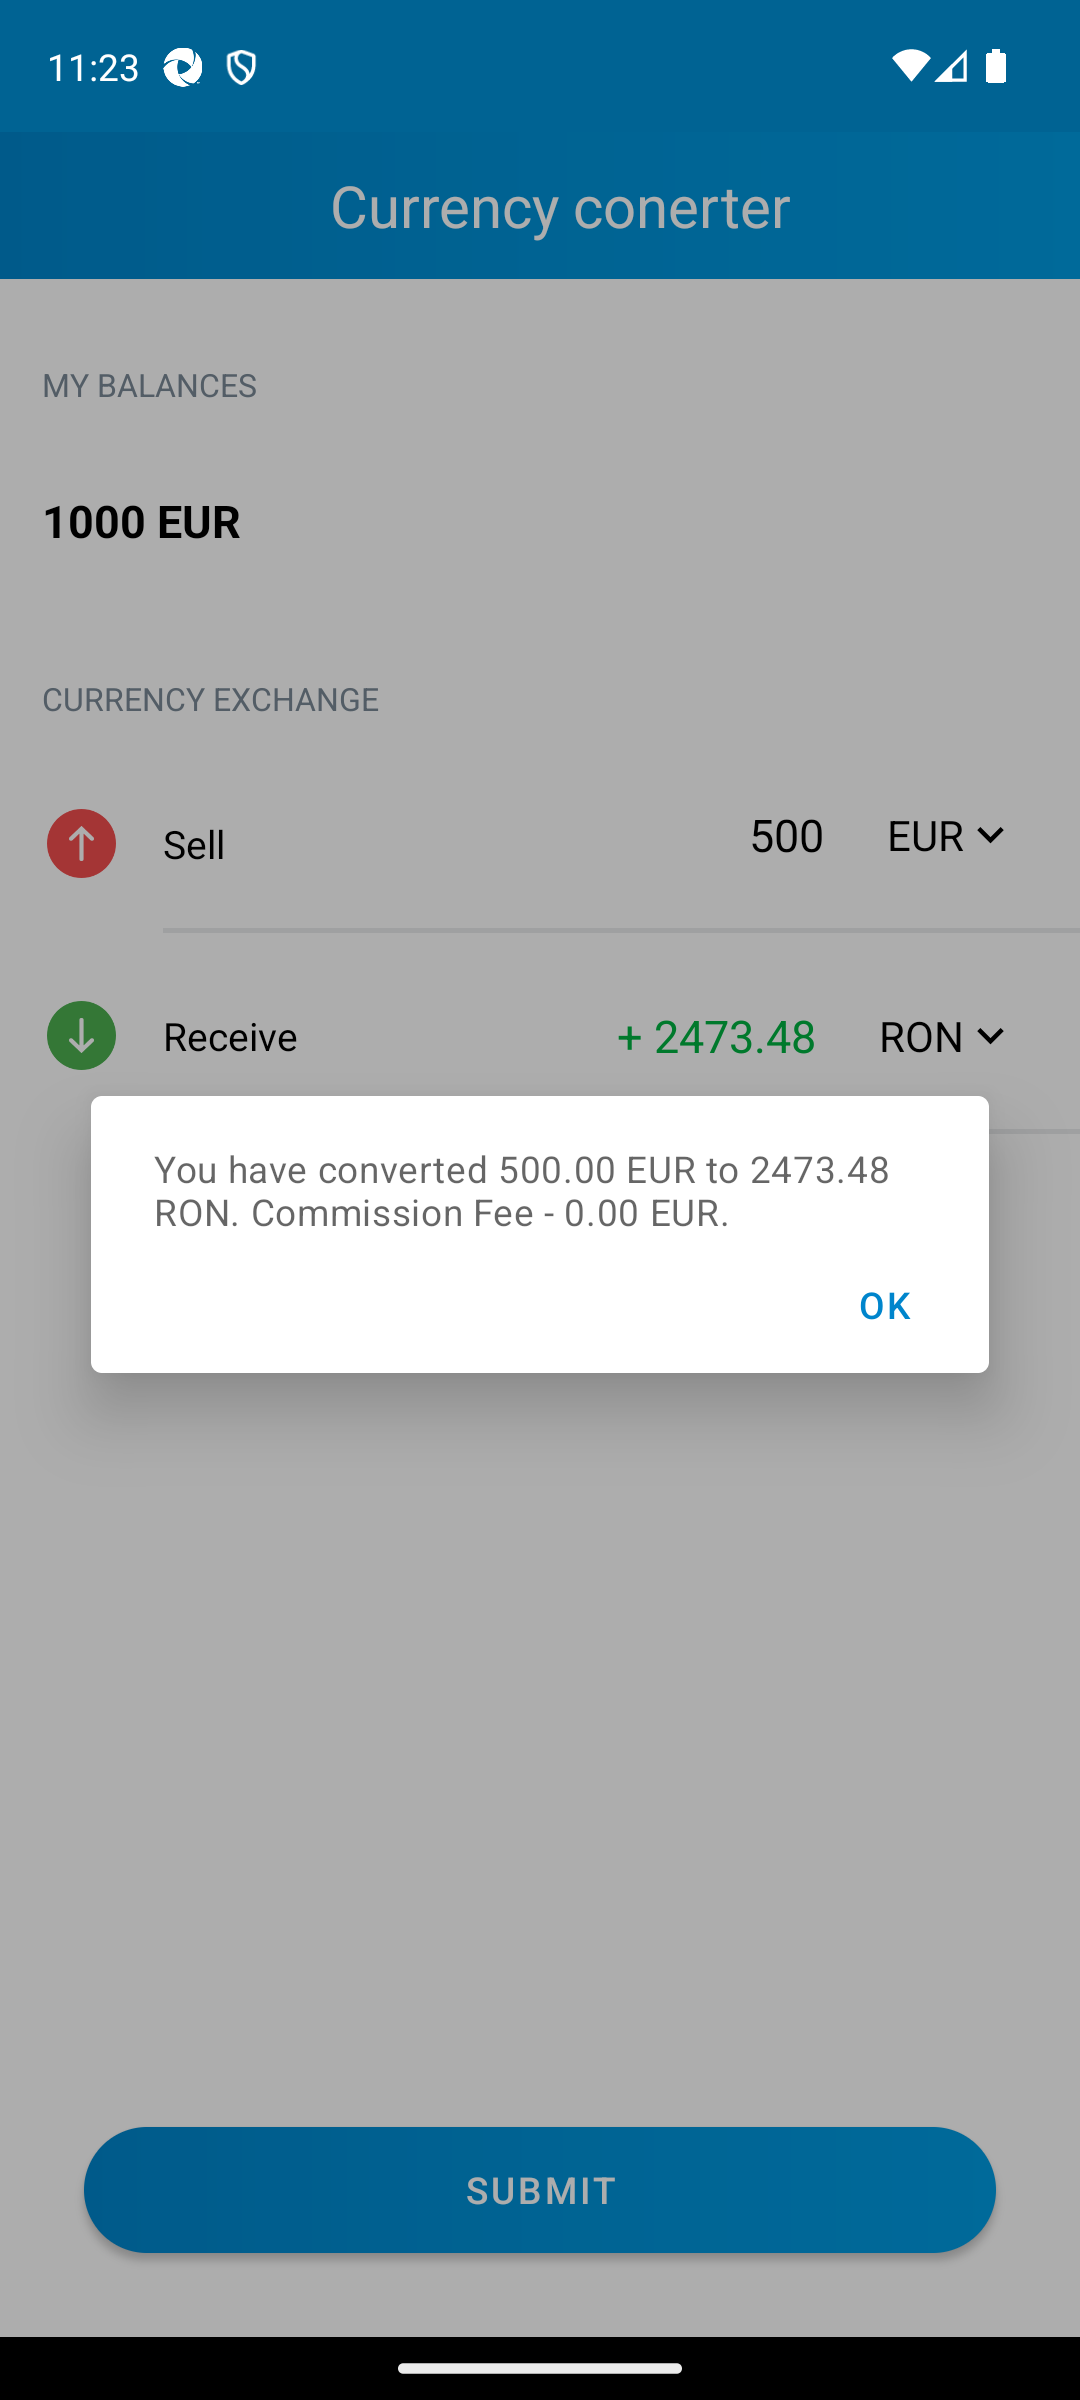 11:23
Currency conerter
MY BALANCES
1000 EUR
CURRENCY EXCHANGE
Sell 500 EUR
Receive + 2473.48 RON
You have converted 500.00 EUR to 2473.48
RON. Commission Fee - 0.00 EUR.
OK
SUBMIT